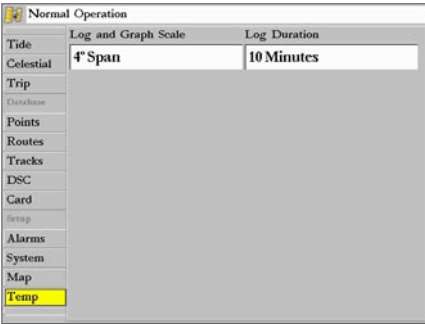 Normal Operation
Log and Graph Scale Log Duration
4° Span 10 Minutes
Tide
Celestial
Trip
Database
Points
Routes
Tracks
DSC
Card
Setup
Alarms
System
Map
Temp